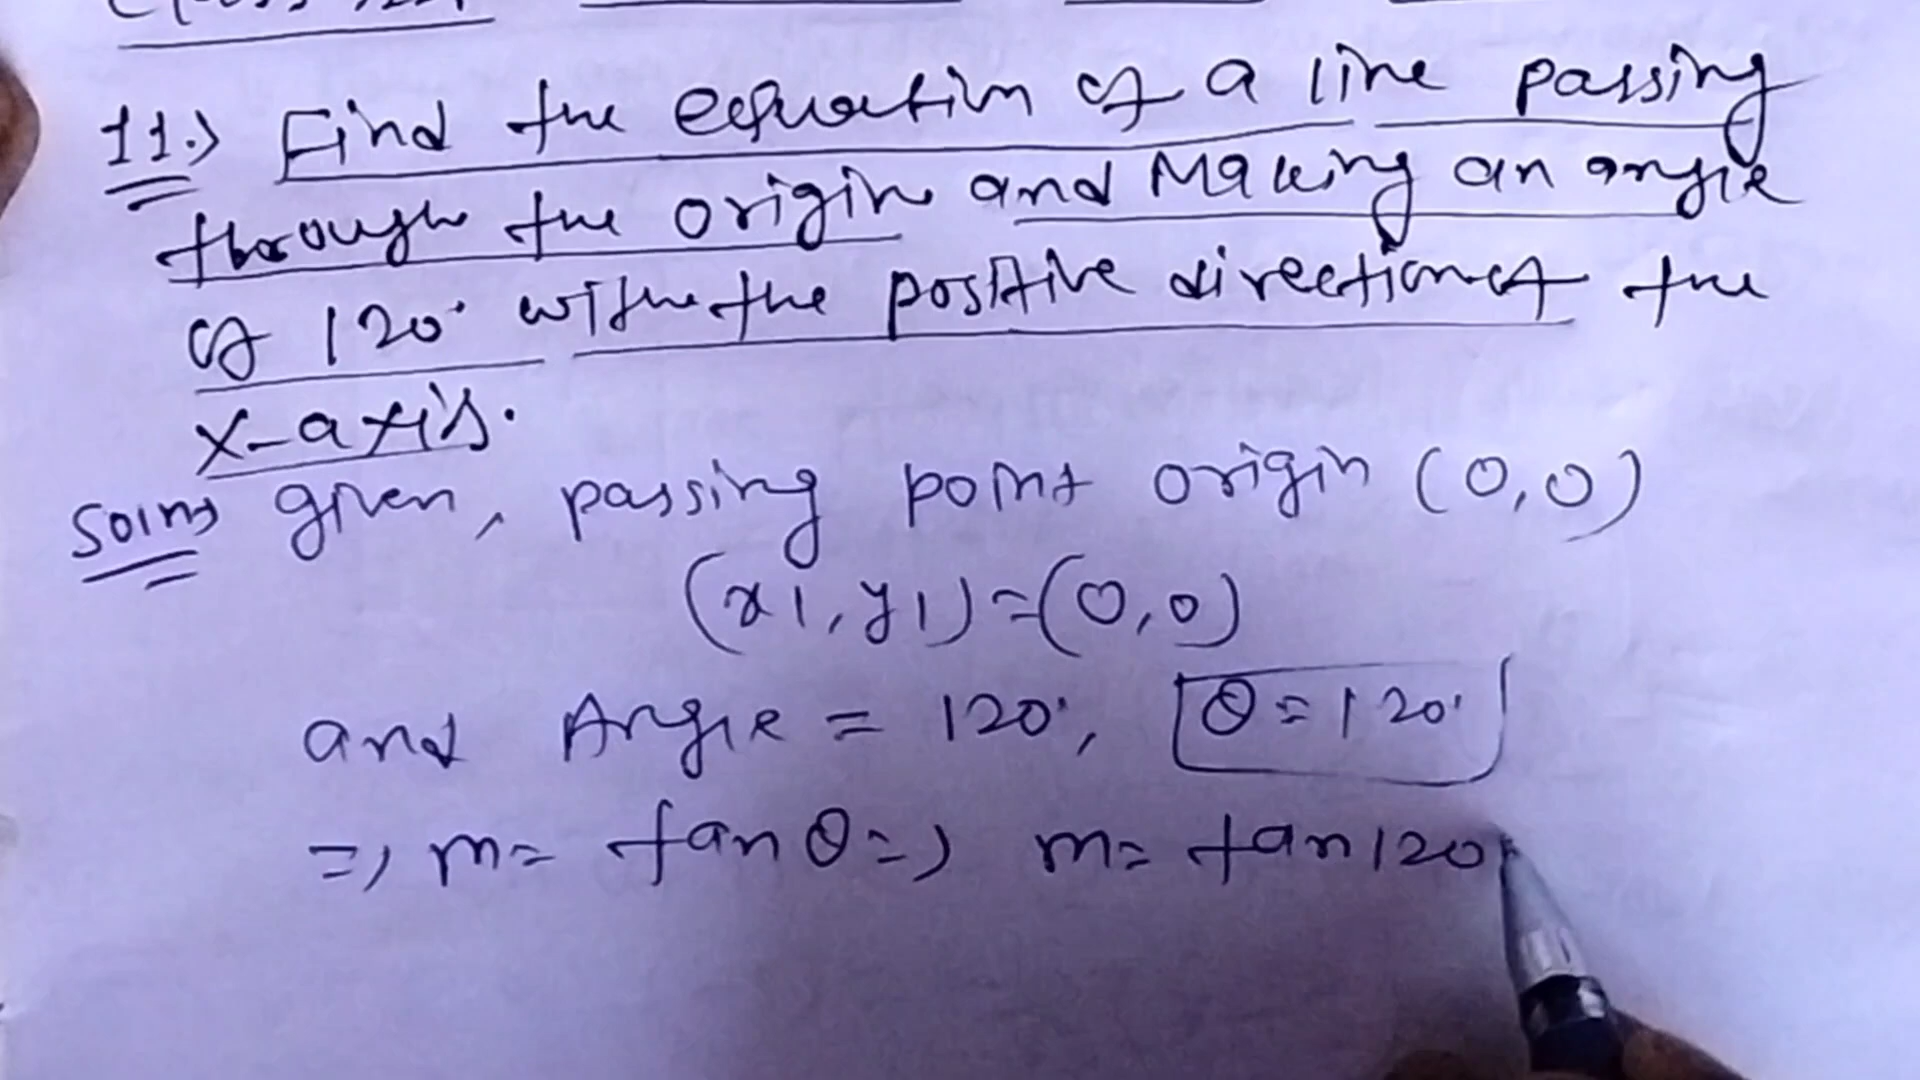 11.) Find the equation of a line passing
through the origin and Making an angle
of 120° with the positive direction of the
x-axis.
Soln) given, passing point origin (0,0)
(x1, y1) = (0,0)
and Angle = 120°, θ = 120°
=) m = tan θ =) m = tan 120°